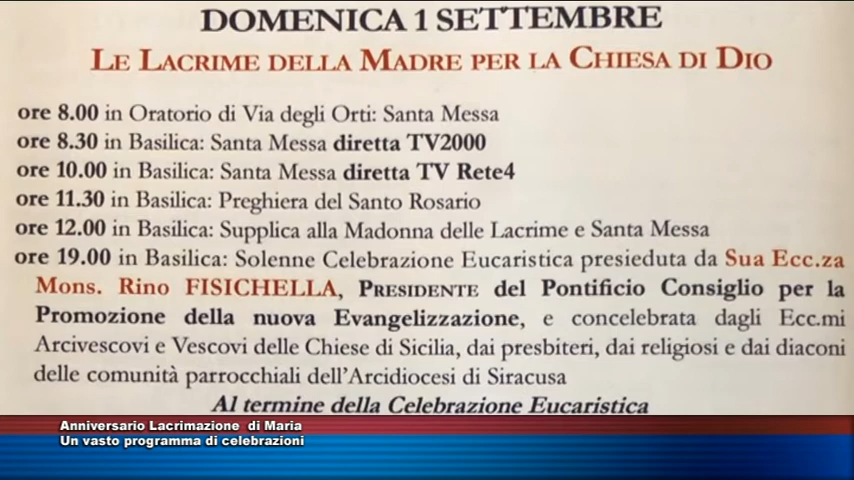 DOMENICA 1 SETTEMBRE
LE LACRIME DELLA MADRE PER LA CHIESA DI DIO
ore 8.00 in Oratorio di Via degli Orti: Santa Messa
ore 8.30 in Basilica: Santa Messa diretta TV2000
ore 10.00 in Basilica: Santa Messa diretta TV Rete4
ore 11.30 in Basilica: Preghiera del Santo Rosario
ore 12.00 in Basilica: Supplica alla Madonna delle Lacrime e Santa Messa
ore 19.00 in Basilica: Solenne Celebrazione Eucaristica presieduta da Sua Ecc.za
Mons. Rino FISICHELLA, PRESIDENTE del Pontificio Consiglio per la
Promozione della nuova Evangelizzazione, e concelebrata dagli Ecc.mi
Arcivescovi e Vescovi delle Chiese di Sicilia, dai presbiteri, dai religiosi e dai diaconi
delle comunità parrocchiali dell'Arcidiocesi di Siracusa
Al termine della Celebrazione Eucaristica
Anniversario Lacrimazione di Maria
Un vasto programma di celebrazioni